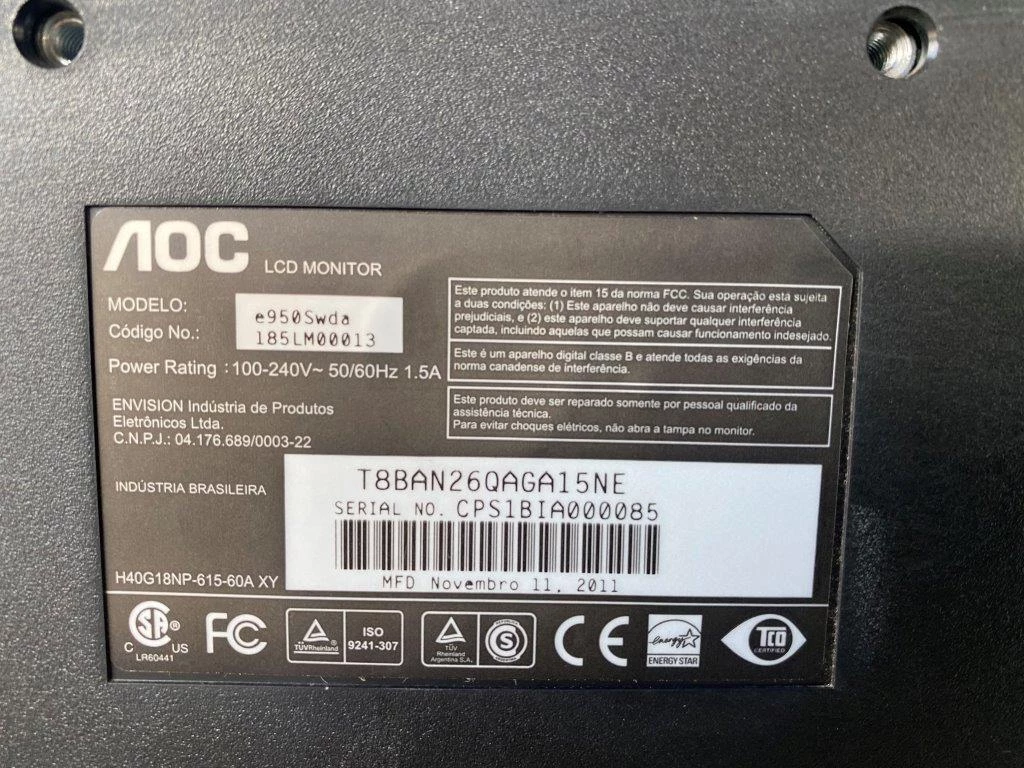 AOC LCD MONITOR
MODELO: e950Swda
Código No.: 185LM00013
Power Rating : 100-240V~ 50/60Hz 1.5A
ENVISION Indústria de Produtos
Eletrônicos Ltda.
C.N.P.J.: 04.176.689/0003-22
INDÚSTRIA BRASILEIRA
Este produto atende o item 15 da norma FCC. Sua operação está sujeita
a duas condições: (1) Este aparelho não deve causar interferência
prejudiciais, e (2) este aparelho deve suportar qualquer interferência
captada, incluindo aquelas que possam causar funcionamento indesejado.
Este é um aparelho digital classe B e atende todas as exigências da
norma canadense de interferência.
Este produto deve ser reparado somente por pessoal qualificado da
assistência técnica.
Para evitar choques elétricos, não abra a tampa no monitor.
T8BAN26QAGA15NE
SERIAL NO. CPS1BIA000085
MFD Novembro 11, 2011
H40G18NP-615-60A XY
SA ®
C US
LR60441
FC
TÜVRheinland
ISO
9241-307
TÜV
Rheinland
Argentina S.A.
S
CE
energy
ENERGY STAR
TCO
CERTIFIED